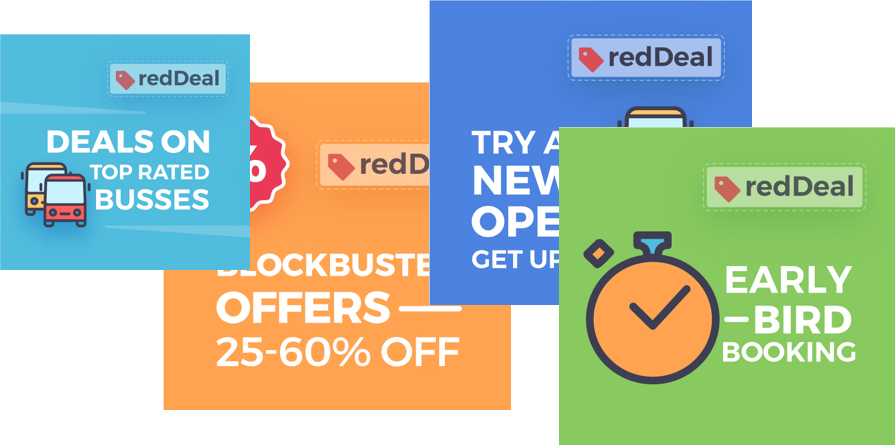 redDeal
DEALS ON
TOP RATED
BUSSES
%
redD
BLOCKBUSTE
OFFERS —
25-60% OFF
redDeal
TRY A
NEW
OPE
GET UP
redDeal
EARLY
–BIRD
BOOKING